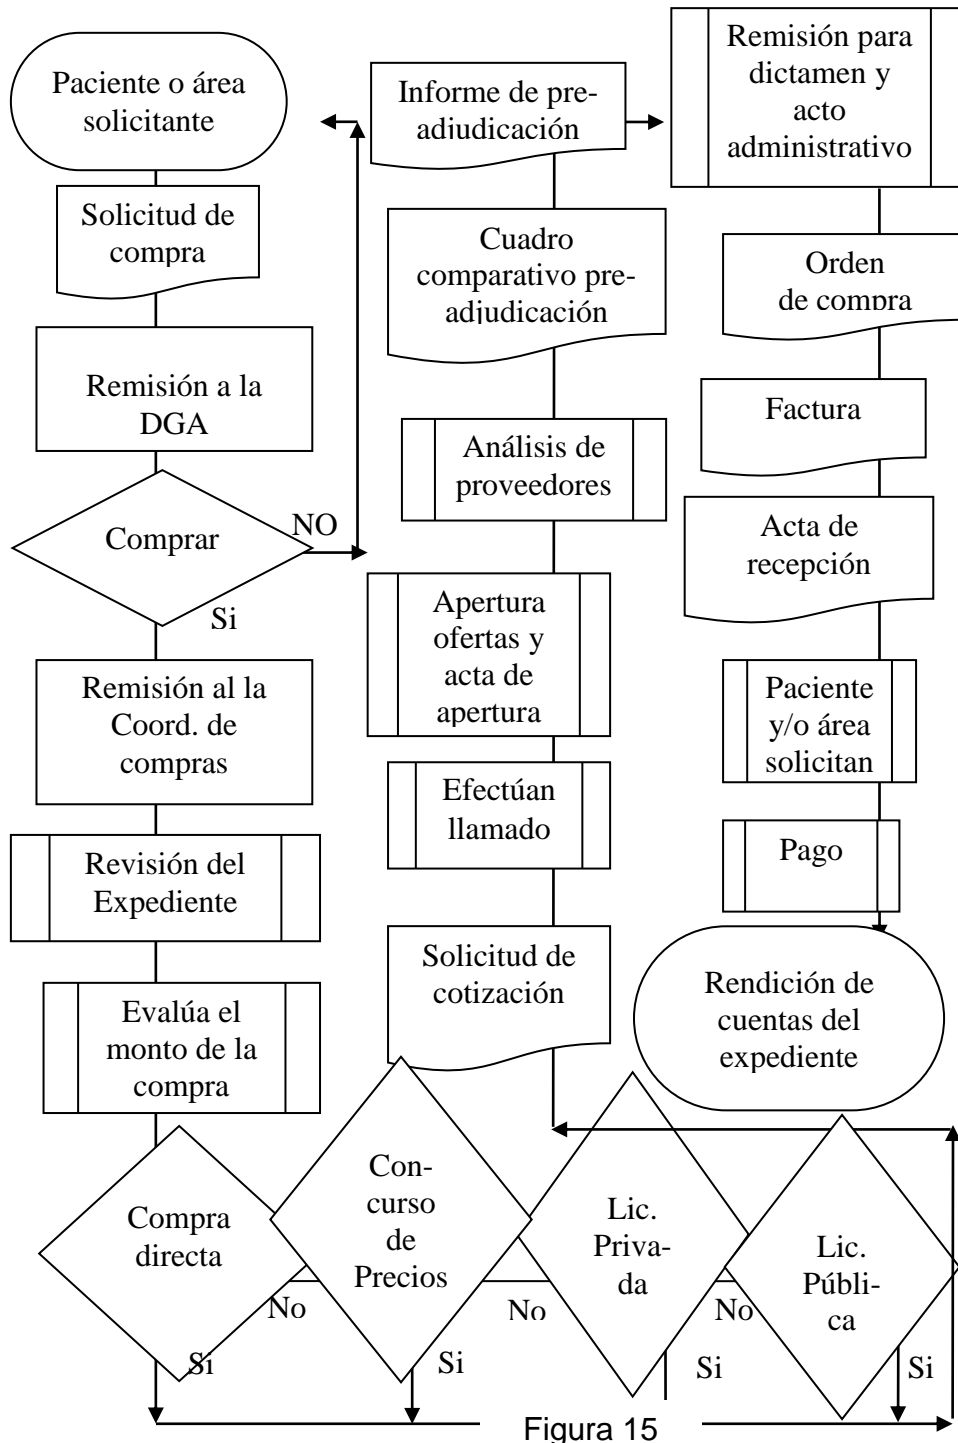 Paciente o área
solicitante
Solicitud de
compra
Remisión a la
DGA
Comprar
NO
Si
Remisión al la
Coord. de
compras
Revisión del
Expediente
Evalúa el
monto de la
compra
Compra
directa
No
Si
Con-
curso
de
Precios
No
Si
Lic.
Priva-
da
No
Si
Lic.
Públi-
ca
Si
Solicitud de
cotización
Efectúan
llamado
Apertura
ofertas y
acta de
apertura
Análisis de
proveedores
Cuadro
comparativo pre-
adjudicación
Informe de pre-
adjudicación
Remisión para
dictamen y
acto
administrativo
Orden
de compra
Factura
Acta de
recepción
Paciente
y/o área
solicitan
Pago
Rendición de
cuentas del
expediente
Figura 15